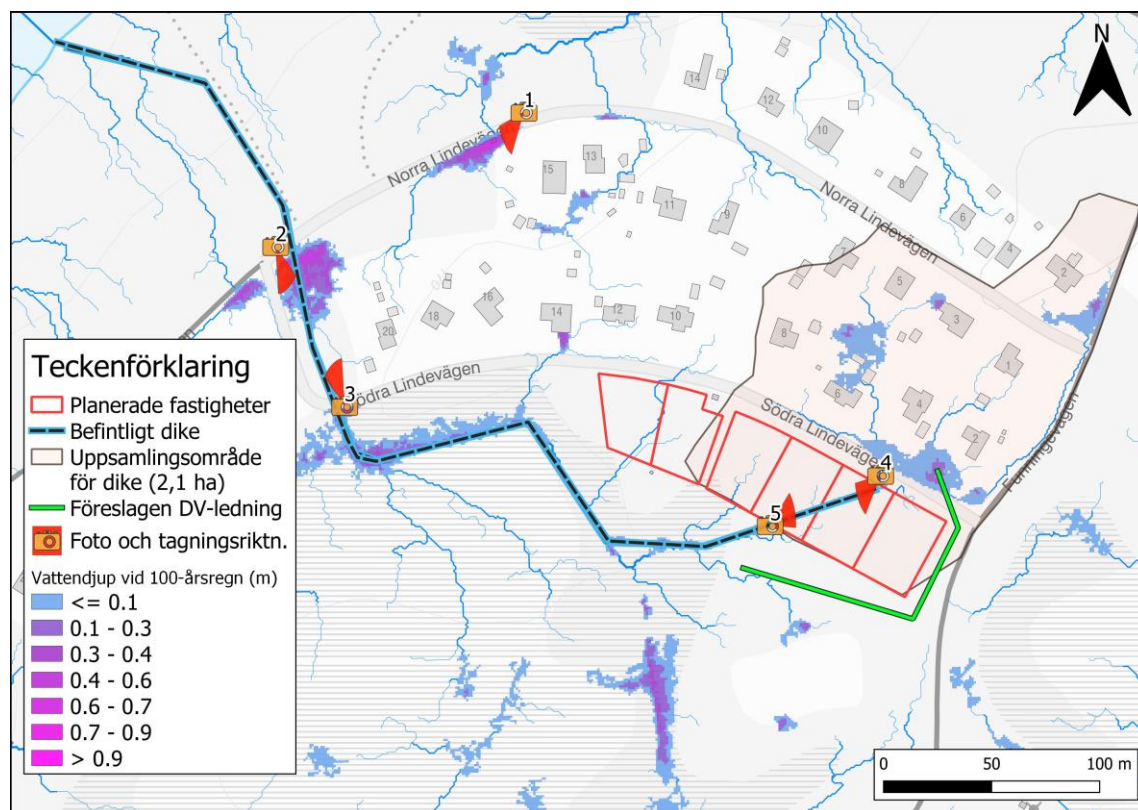 N
1
14
12
10
Norra Lindevägen
15
13
8
11
9
6
Norra Lindevägen
4
2
2
7
5
2
3
20
18
16
14
12
10
8
1
3
Södra Lindevägen
6
4
2
Södra Lindevägen
4
5
Funningevägen
Teckenförklaring
Planerade fastigheter
Befintligt dike
Uppsamlingsområde
för dike (2,1 ha)
Föreslagen DV-ledning
Foto och tagningsriktn.
Vattendjup vid 100-årsregn (m)
<= 0.1
0.1 - 0.3
0.3 - 0.4
0.4 - 0.6
0.6 - 0.7
0.7 - 0.9
> 0.9
0 50 100 m